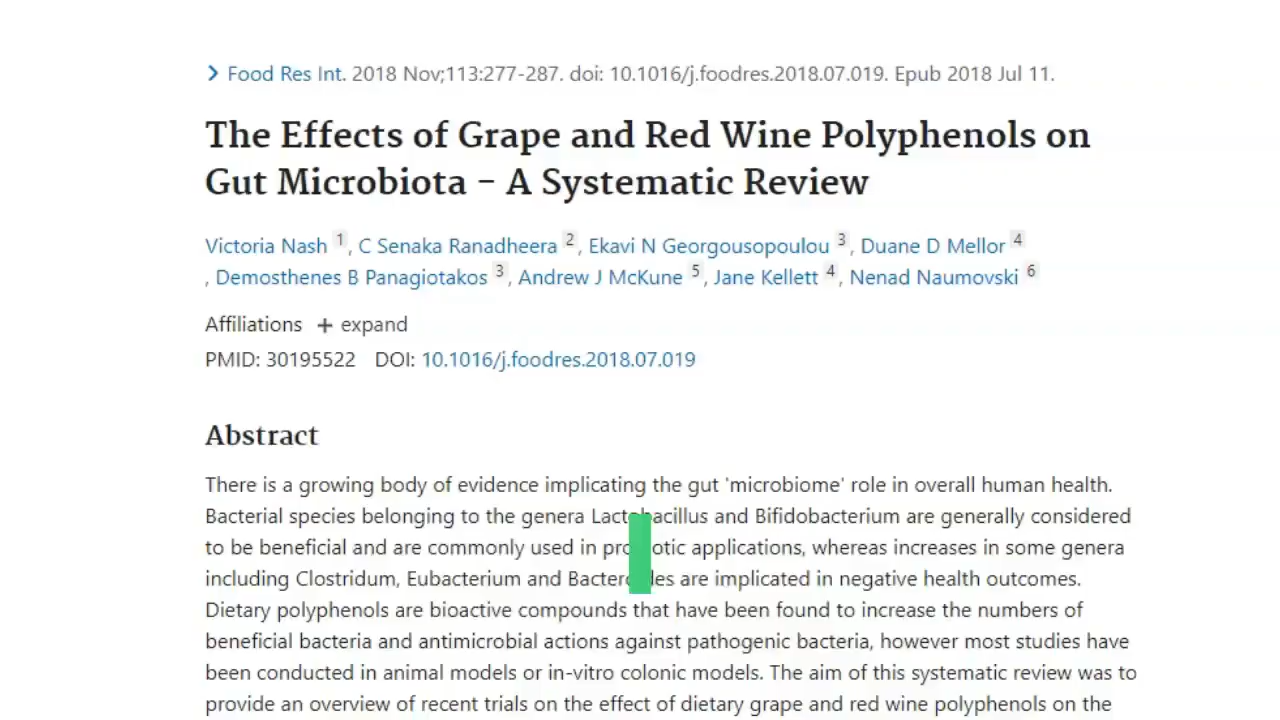 Food Res Int. 2018 Nov;113:277-287. doi: 10.1016/j.foodres.2018.07.019. Epub 2018 Jul 11.
The Effects of Grape and Red Wine Polyphenols on
Gut Microbiota - A Systematic Review
Victoria Nash 1, C Senaka Ranadheera 2, Ekavi N Georgousopoulou 3, Duane D Mellor 4
, Demosthenes B Panagiotakos 3, Andrew J McKune 5, Jane Kellett 4, Nenad Naumovski 6
Affiliations + expand
PMID: 30195522 DOI: 10.1016/j.foodres.2018.07.019
Abstract
There is a growing body of evidence implicating the gut 'microbiome' role in overall human health.
Bacterial species belonging to the genera Lactobacillus and Bifidobacterium are generally considered
to be beneficial and are commonly used in applications, whereas increases in some genera
including Clostridum, Eubacterium and are implicated in negative health outcomes.
Dietary polyphenols are bioactive compounds that have been found to increase the numbers of
beneficial bacteria and antimicrobial actions against pathogenic bacteria, however most studies have
been conducted in animal models or in-vitro colonic models. The aim of this systematic review was to
provide an overview of recent trials on the effect of dietary grape and red wine polyphenols on the